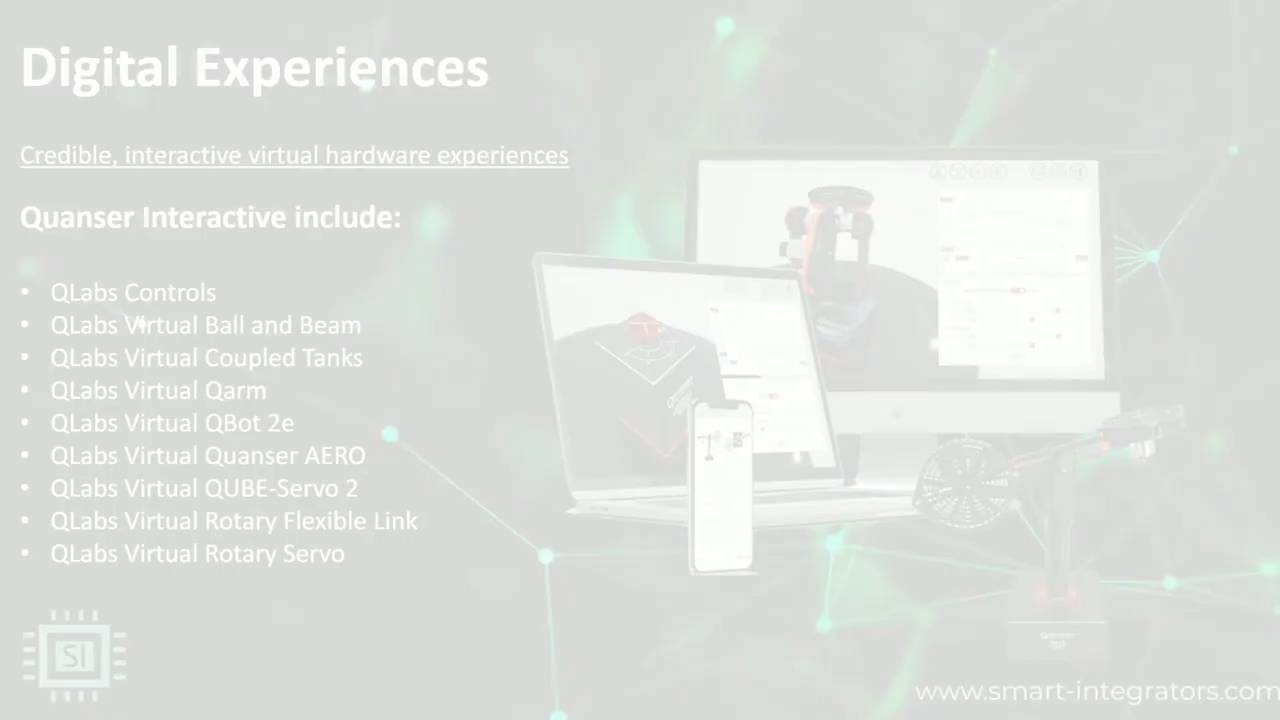 Digital Experiences
Credible, interactive virtual hardware experiences
Quanser Interactive include:
• QLabs Controls
• QLabs Virtual Ball and Beam
• QLabs Virtual Coupled Tanks
• QLabs Virtual Qarm
• QLabs Virtual QBot 2e
• QLabs Virtual Quanser AERO
• QLabs Virtual QUBE-Servo 2
• QLabs Virtual Rotary Flexible Link
• QLabs Virtual Rotary Servo
SI
www.smart-integrators.com